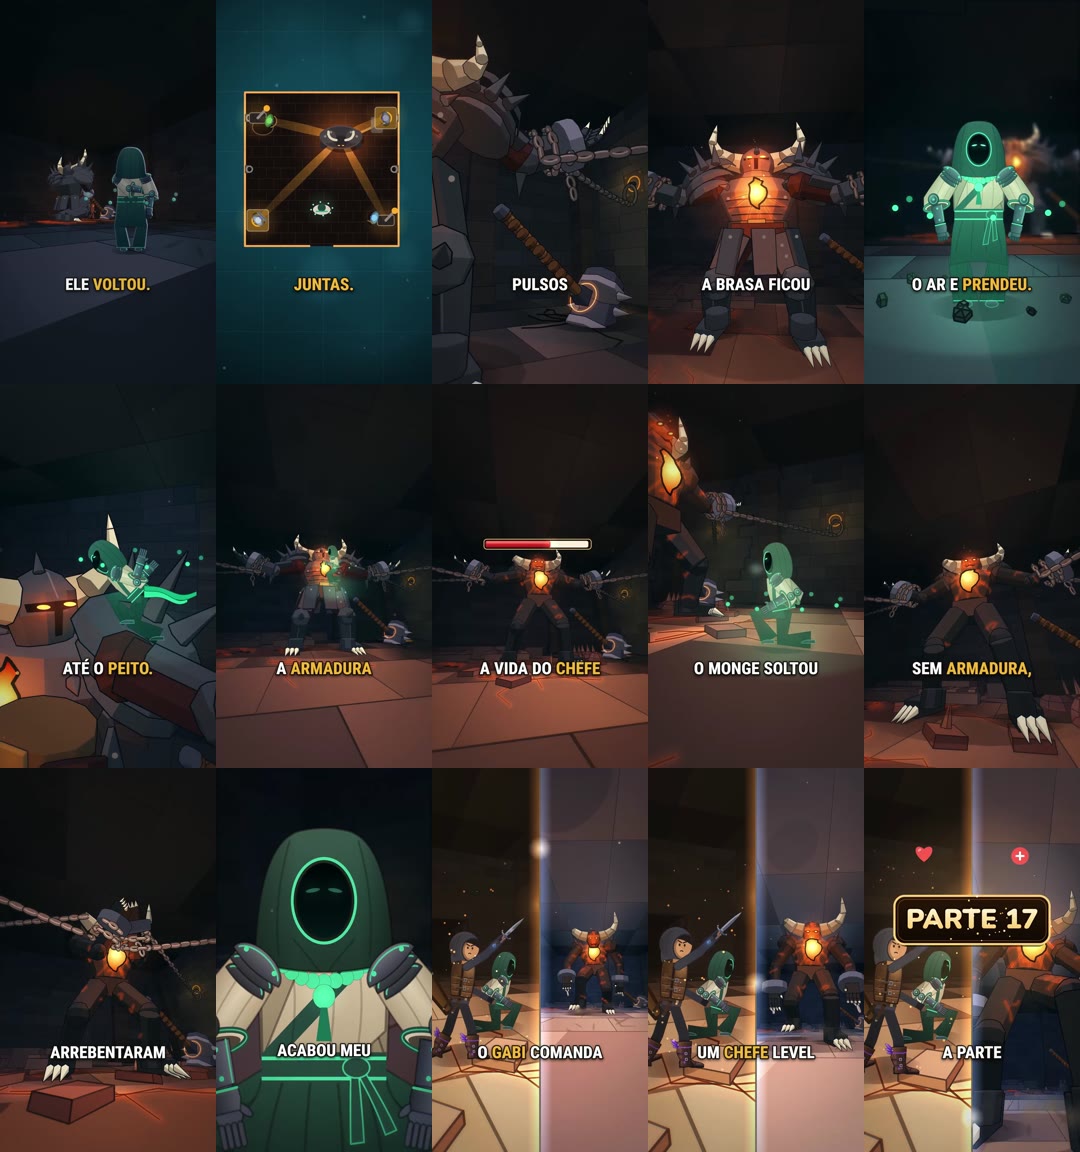 ELE VOLTOU.
JUNTAS.
PULSOS
A BRASA FICOU
O AR E PRENDEU.
ATÉ O PEITO.
A ARMADURA
A VIDA DO CHEFE
O MONGE SOLTOU
SEM ARMADURA,
ARREBENTARAM
ACABOU MEU
O GABI COMANDA
UM CHEFE LEVEL
PARTE 17
A PARTE